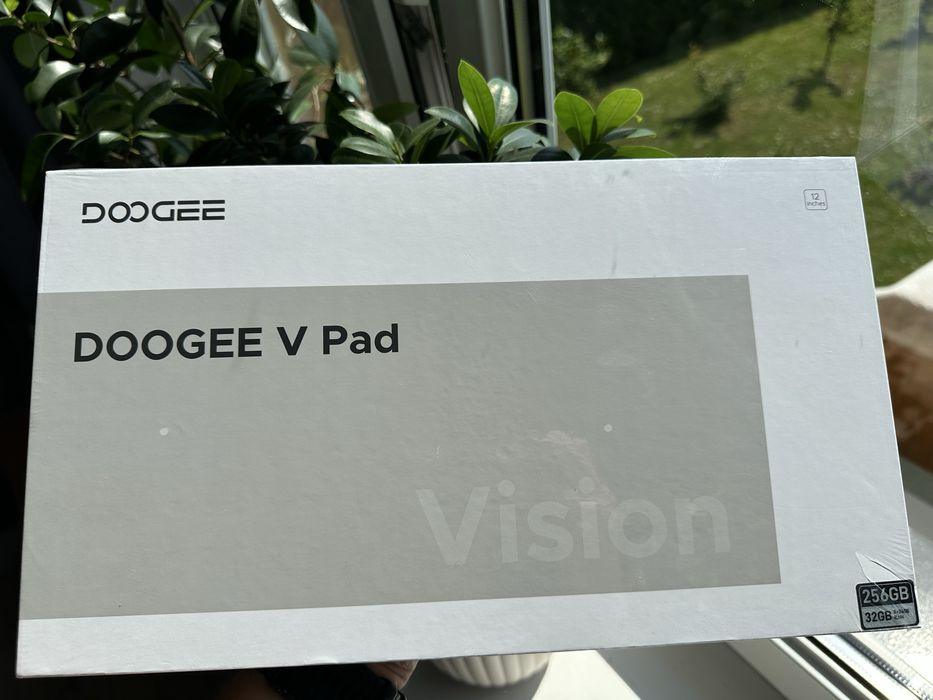 DOOGEE
12
inches
DOOGEE V Pad
Vision
256GB
32GB